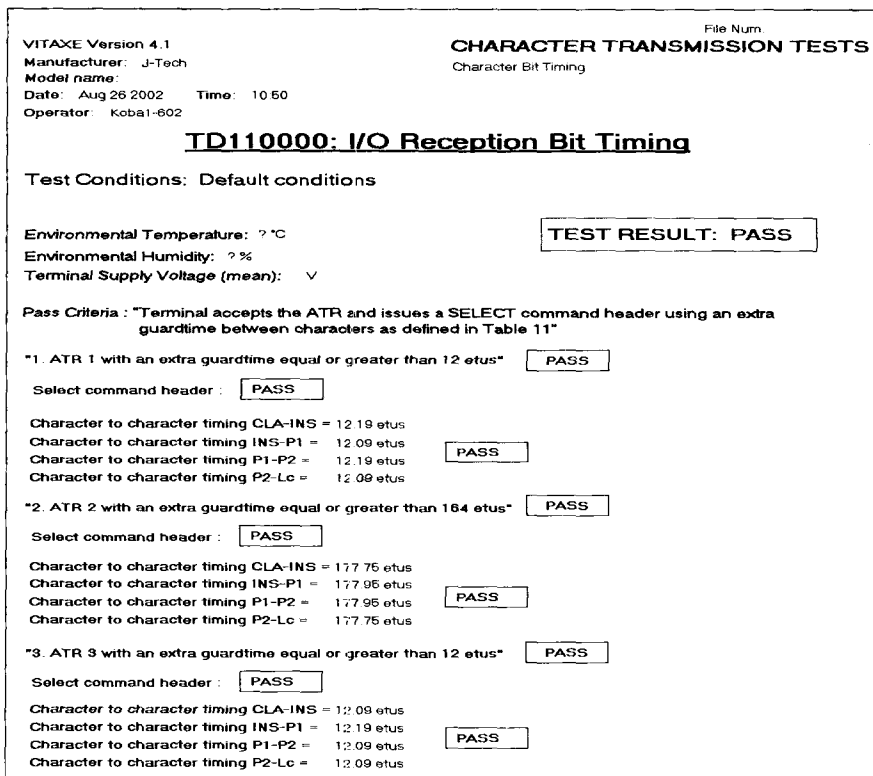 File Num.
VITAXE Version 4.1
CHARACTER TRANSMISSION TESTS
Manufacturer: J-Tech
Character Bit Timing
Model name:
Date: Aug 26 2002 Time: 10 50
Operator: Koba1-602
TD110000: I/O Reception Bit Timing
Test Conditions: Default conditions
Environmental Temperature: ? °C
TEST RESULT: PASS
Environmental Humidity: ? %
Terminal Supply Voltage (mean): V
Pass Criteria : "Terminal accepts the ATR and issues a SELECT command header using an extra
guardtime between characters as defined in Table 11"
"1. ATR 1 with an extra guardtime equal or greater than 12 etus" PASS
Select command header : PASS
Character to character timing CLA-INS = 12.19 etus
Character to character timing INS-P1 = 12.09 etus
Character to character timing P1-P2 = 12.19 etus
Character to character timing P2-Lc = 12.09 etus
PASS
"2. ATR 2 with an extra guardtime equal or greater than 164 etus" PASS
Select command header : PASS
Character to character timing CLA-INS = 177.75 etus
Character to character timing INS-P1 = 177.95 etus
Character to character timing P1-P2 = 177.95 etus
Character to character timing P2-Lc = 177.75 etus
PASS
"3. ATR 3 with an extra guardtime equal or greater than 12 etus" PASS
Select command header : PASS
Character to character timing CLA-INS = 12.09 etus
Character to character timing INS-P1 = 12.19 etus
Character to character timing P1-P2 = 12.09 etus
Character to character timing P2-Lc = 12.09 etus
PASS